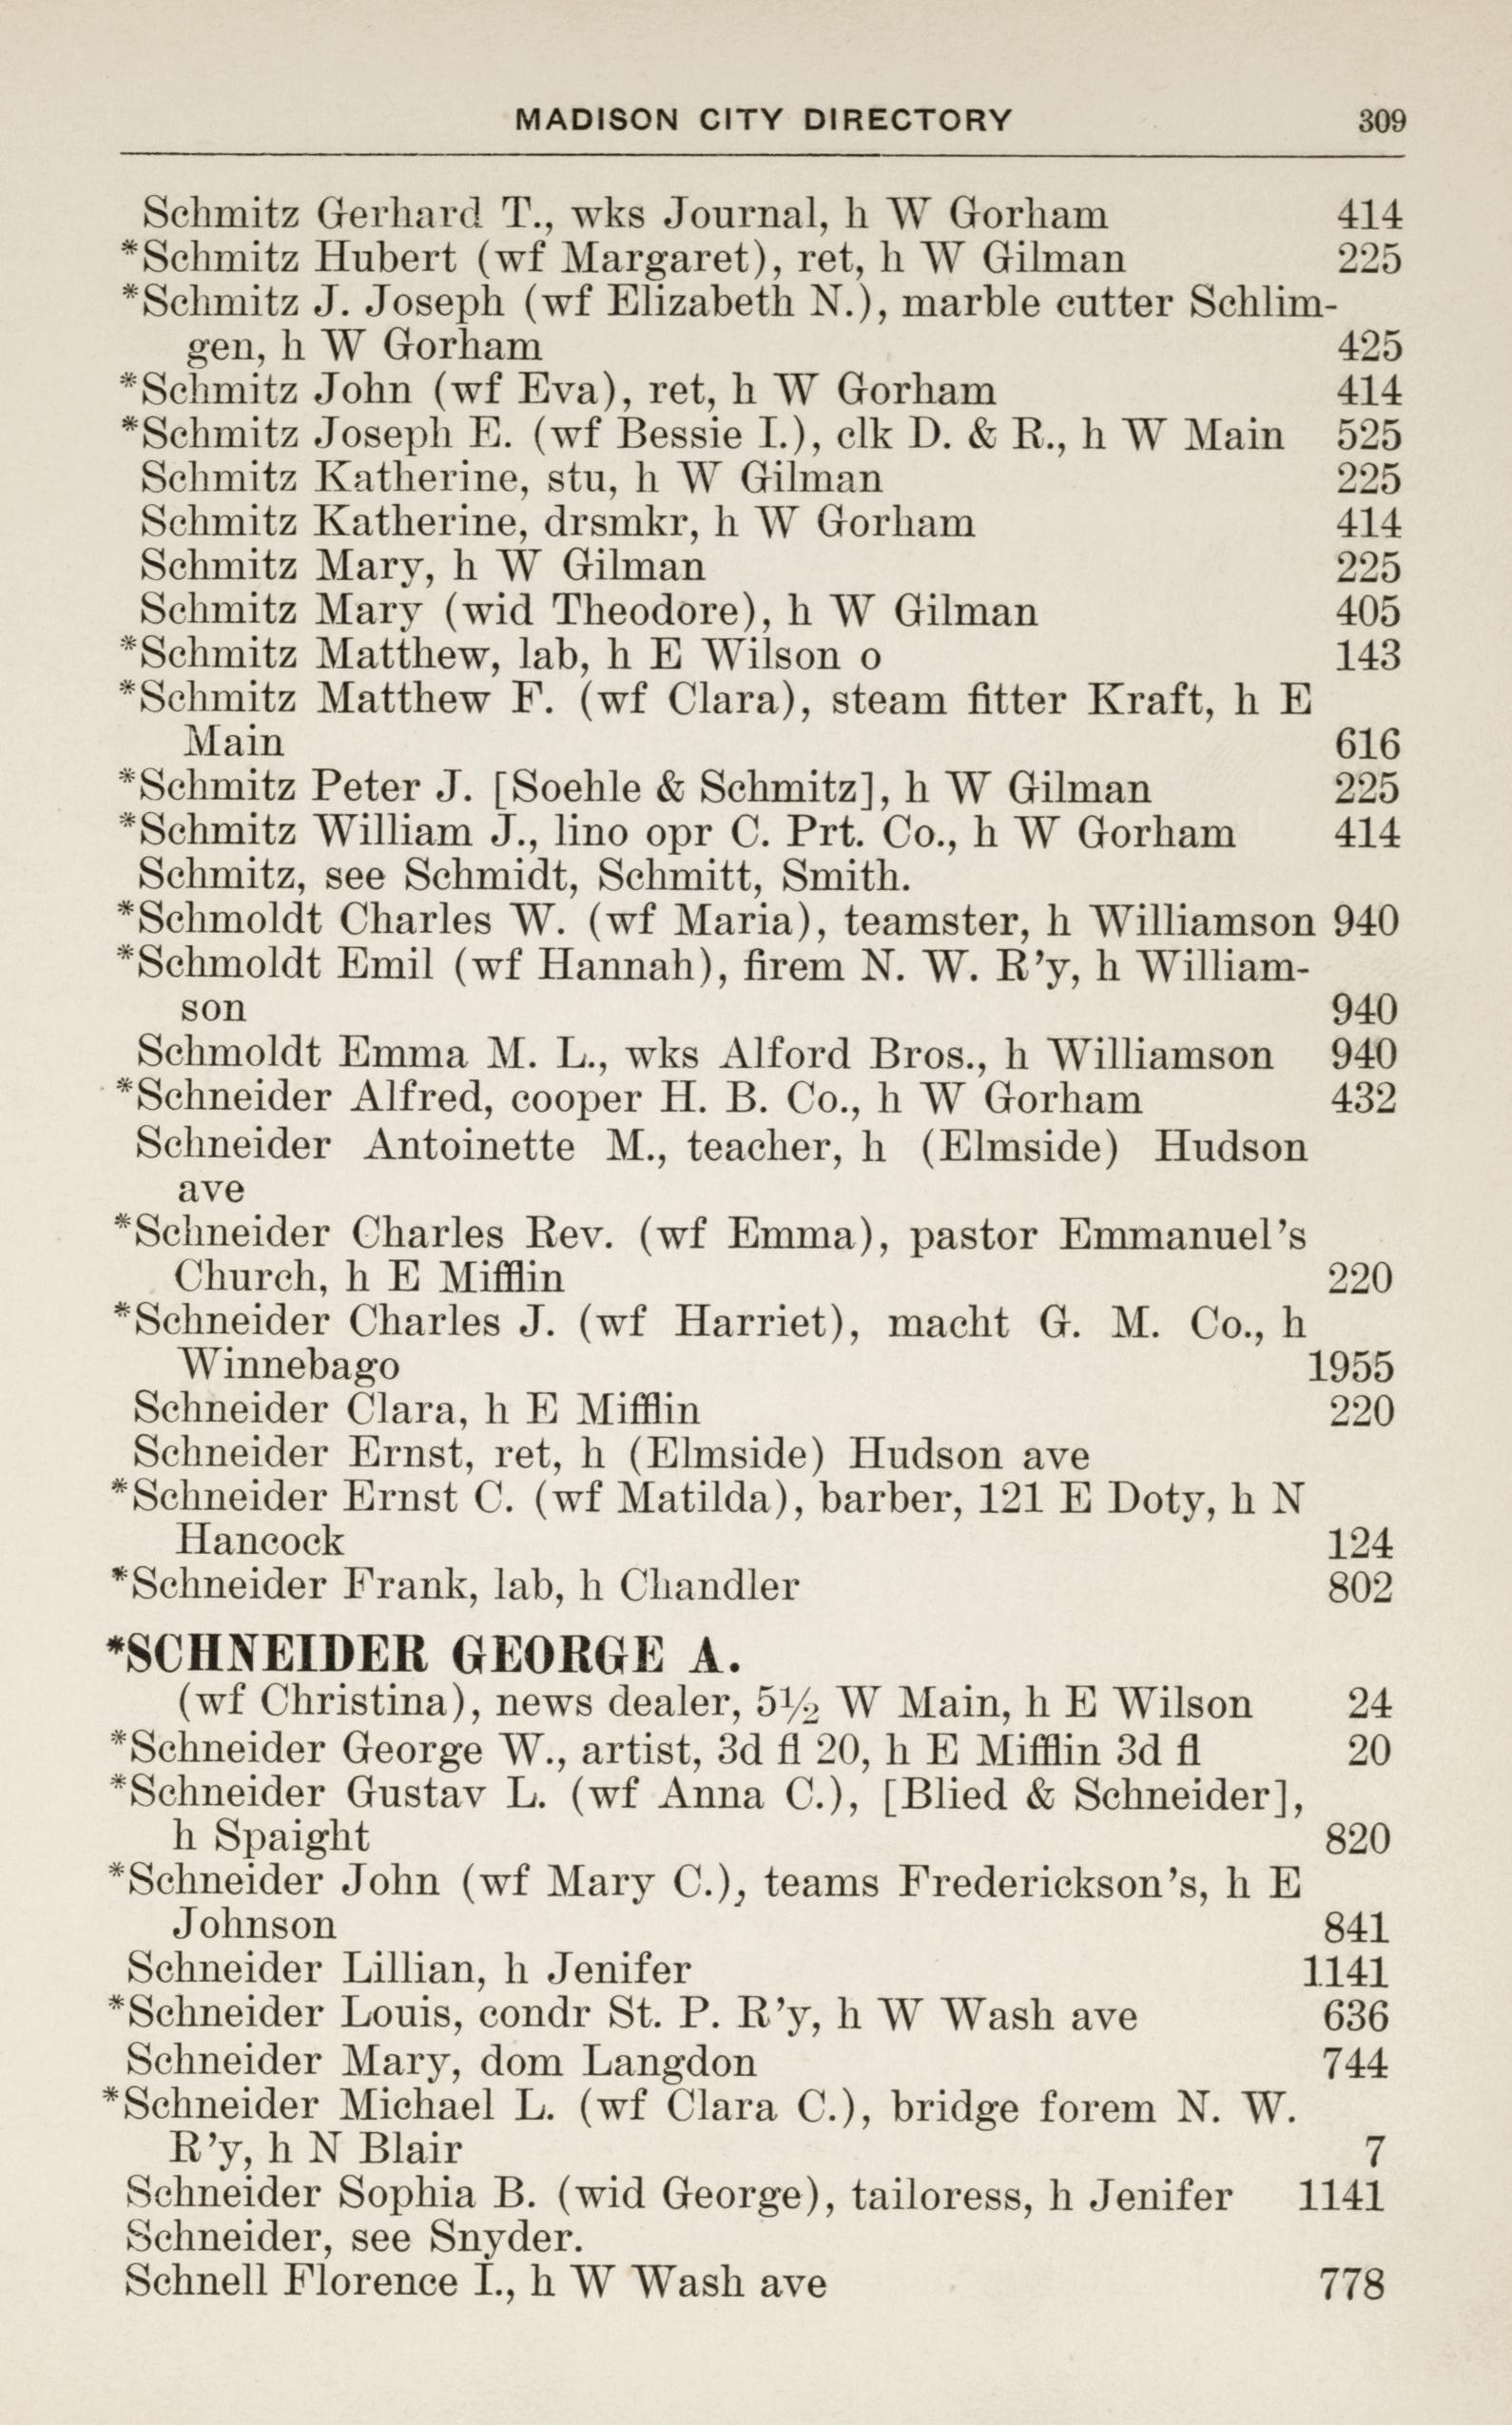 MADISON CITY DIRECTORY 309
Schmitz Gerhard T., wks Journal, h W Gorham 414
*Schmitz Hubert (wf Margaret), ret, h W Gilman 225
*Schmitz J. Joseph (wf Elizabeth N.), marble cutter Schlim-
gen, h W Gorham 425
*Schmitz John (wf Eva), ret, h W Gorham 414
*Schmitz Joseph E. (wf Bessie I.), clk D. & R., h W Main 525
Schmitz Katherine, stu, h W Gilman 225
Schmitz Katherine, drsmkr, h W Gorham 414
Schmitz Mary, h W Gilman 225
Schmitz Mary (wid Theodore), h W Gilman 405
*Schmitz Matthew, lab, h E Wilson o 143
*Schmitz Matthew F. (wf Clara), steam fitter Kraft, h E
Main 616
*Schmitz Peter J. [Soehle & Schmitz], h W Gilman 225
*Schmitz William J., lino opr C. Prt. Co., h W Gorham 414
Schmitz, see Schmidt, Schmitt, Smith.
*Schmoldt Charles W. (wf Maria), teamster, h Williamson 940
*Schmoldt Emil (wf Hannah), firem N. W. R'y, h William-
son 940
Schmoldt Emma M. L., wks Alford Bros., h Williamson 940
*Schneider Alfred, cooper H. B. Co., h W Gorham 432
Schneider Antoinette M., teacher, h (Elmside) Hudson
ave
*Schneider Charles Rev. (wf Emma), pastor Emmanuel's
Church, h E Mifflin 220
*Schneider Charles J. (wf Harriet), macht G. M. Co., h
Winnebago 1955
Schneider Clara, h E Mifflin 220
Schneider Ernst, ret, h (Elmside) Hudson ave
*Schneider Ernst C. (wf Matilda), barber, 121 E Doty, h N
Hancock 124
*Schneider Frank, lab, h Chandler 802
*SCHNEIDER GEORGE A.
(wf Christina), news dealer, 5½ W Main, h E Wilson 24
*Schneider George W., artist, 3d fl 20, h E Mifflin 3d fl 20
*Schneider Gustav L. (wf Anna C.), [Blied & Schneider],
h Spaight 820
*Schneider John (wf Mary C.), teams Frederickson's, h E
Johnson 841
Schneider Lillian, h Jenifer 1141
*Schneider Louis, condr St. P. R'y, h W Wash ave 636
Schneider Mary, dom Langdon 744
*Schneider Michael L. (wf Clara C.), bridge forem N. W.
R'y, h N Blair 7
Schneider Sophia B. (wid George), tailoress, h Jenifer 1141
Schneider, see Snyder.
Schnell Florence I., h W Wash ave 778